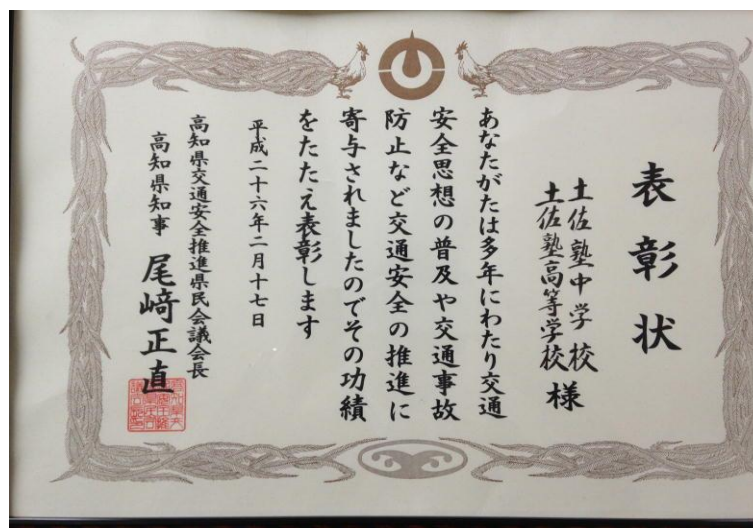 表彰状
土佐塾中学校
土佐塾高等学校
様
あなたがたは多年にわたり交通
安全思想の普及や交通事故
防止など交通安全の推進に
寄与されましたのでその功績
をたたえ表彰します
平成二十六年二月十七日
高知県交通安全推進県民会議会長
高知県知事 尾﨑正直